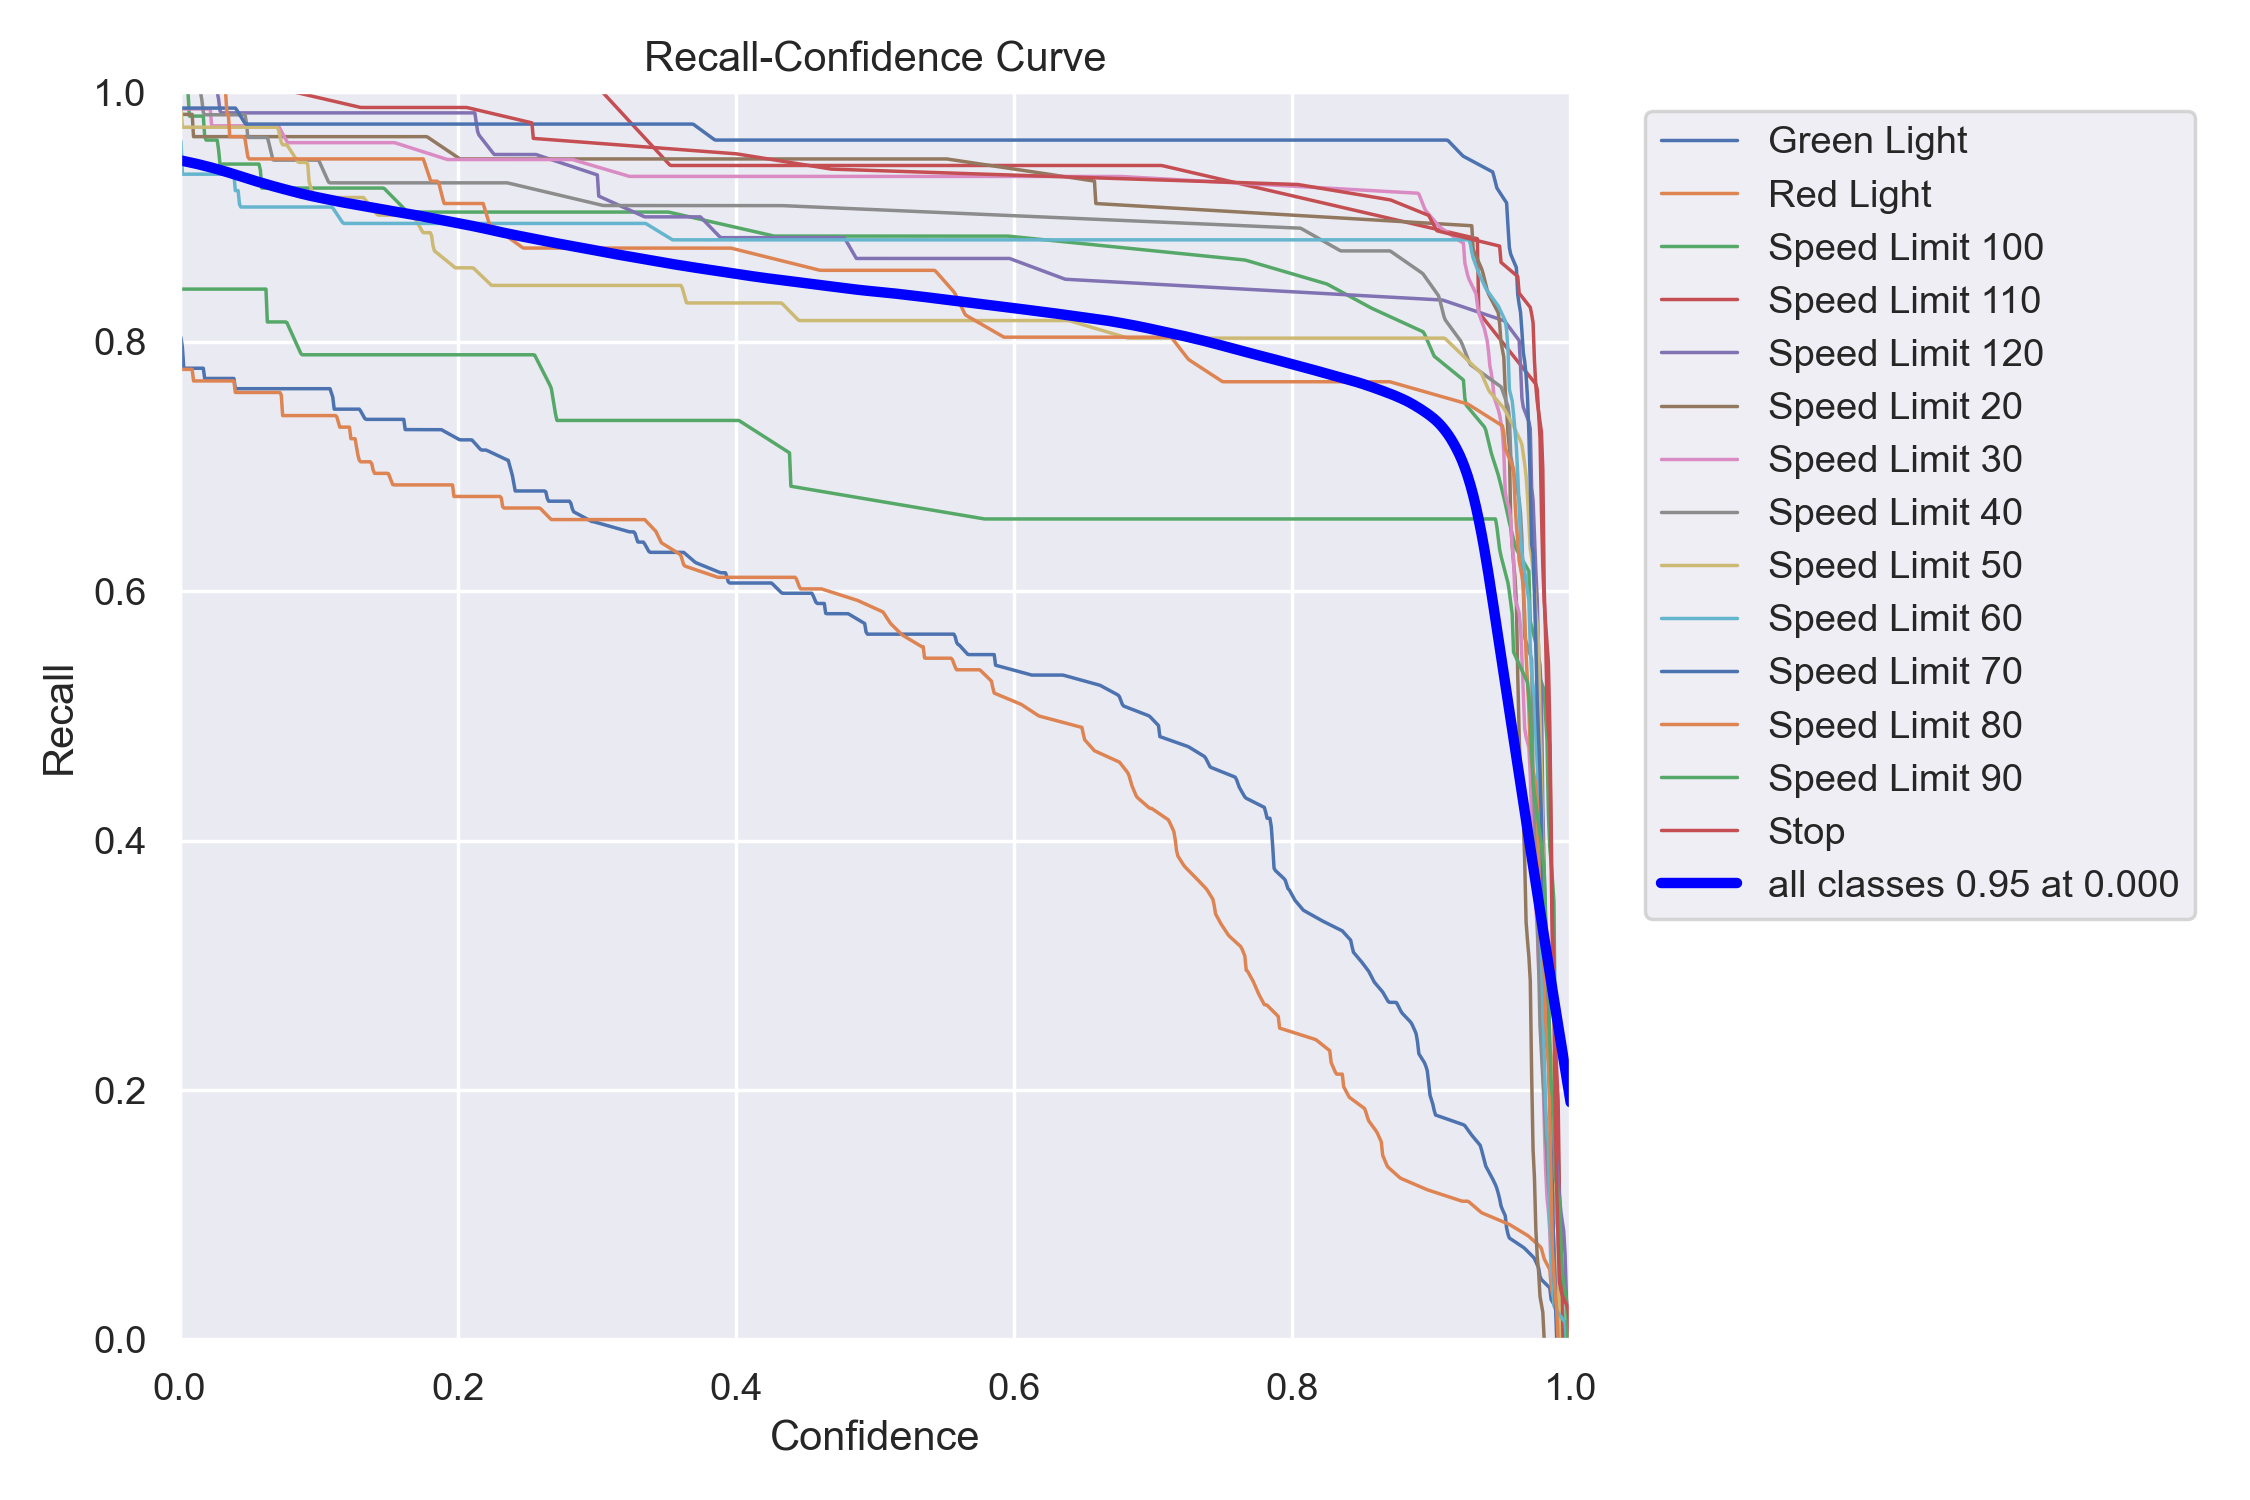 Recall-Confidence Curve
1.0
0.8
0.6
0.4
0.2
0.0
Recall
0.0 0.2 0.4 0.6 0.8 1.0
Confidence
Green Light
Red Light
Speed Limit 100
Speed Limit 110
Speed Limit 120
Speed Limit 20
Speed Limit 30
Speed Limit 40
Speed Limit 50
Speed Limit 60
Speed Limit 70
Speed Limit 80
Speed Limit 90
Stop
all classes 0.95 at 0.000